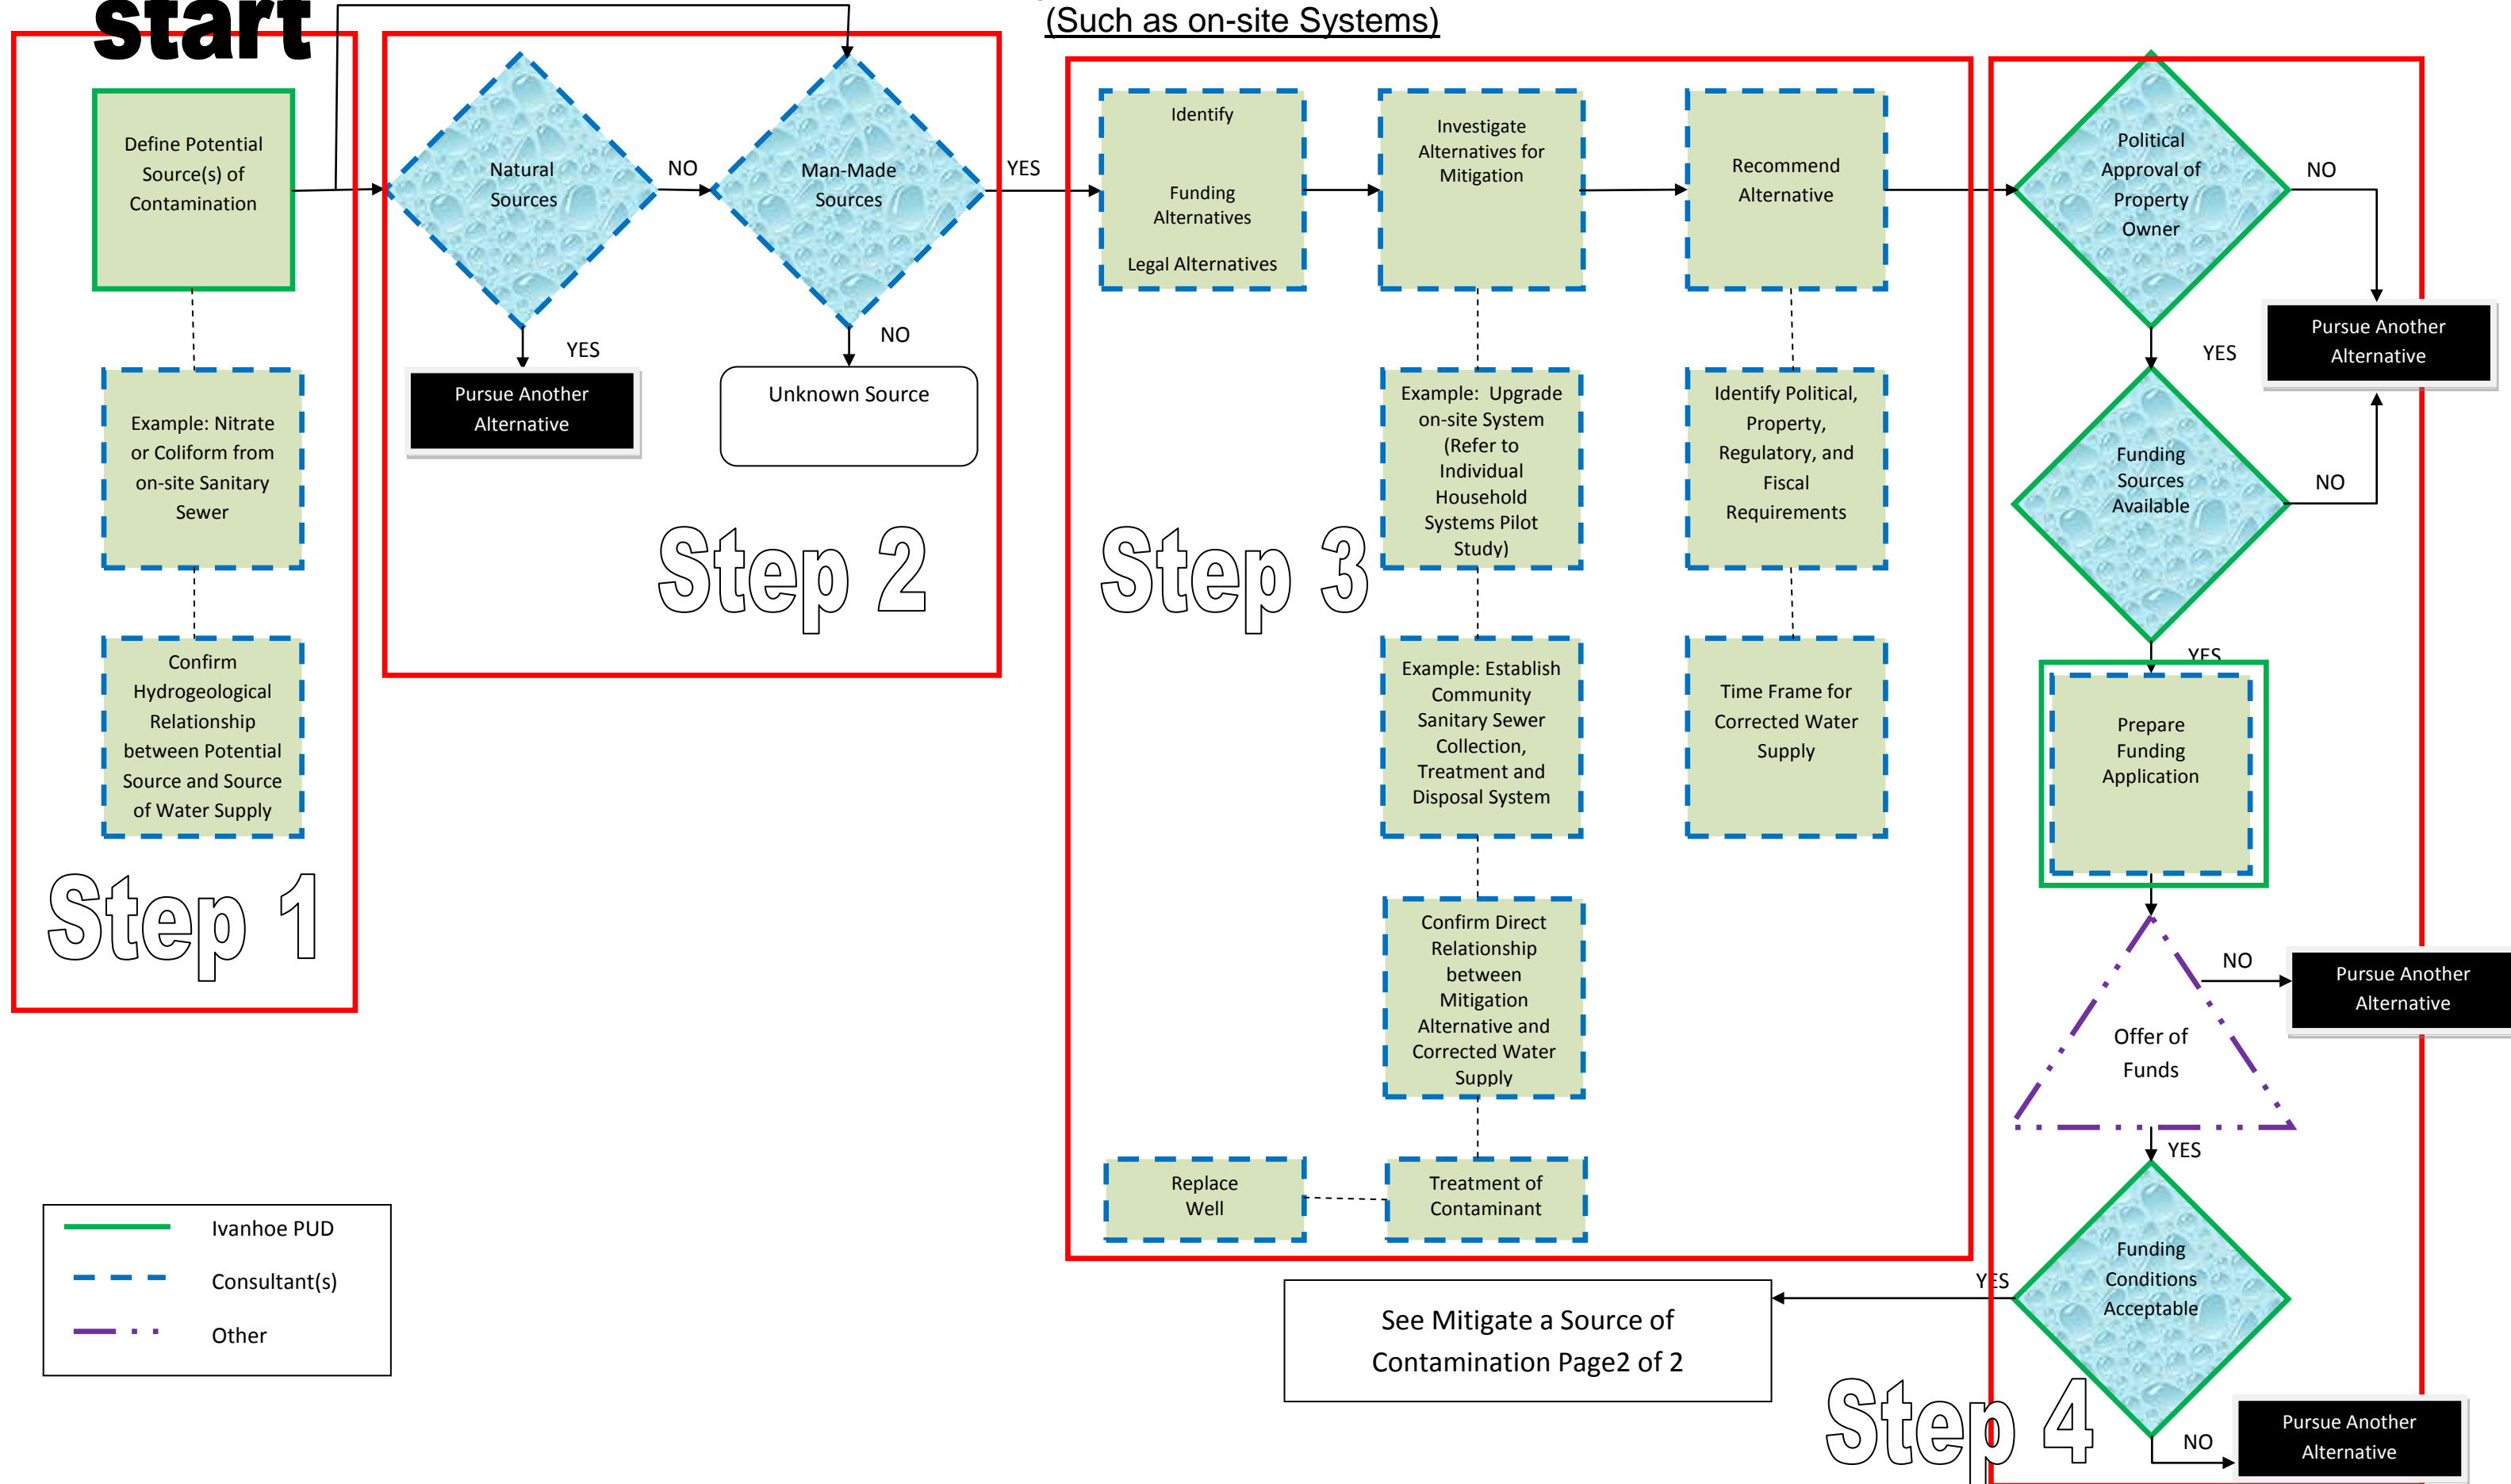 start
(Such as on-site Systems)
Define Potential
Source(s) of
Contamination
Example: Nitrate
or Coliform from
on-site Sanitary
Sewer
Confirm
Hydrogeological
Relationship
between Potential
Source and Source
of Water Supply
Step 1
Natural
Sources
NO
YES
Pursue Another
Alternative
Man-Made
Sources
YES
NO
Unknown Source
Step 2
Identify
Funding
Alternatives
Legal Alternatives
Investigate
Alternatives for
Mitigation
Recommend
Alternative
Example: Upgrade
on-site System
(Refer to
Individual
Household
Systems Pilot
Study)
Identify Political,
Property,
Regulatory, and
Fiscal
Requirements
Step 3
Example: Establish
Community
Sanitary Sewer
Collection,
Treatment and
Disposal System
Time Frame for
Corrected Water
Supply
Confirm Direct
Relationship
between
Mitigation
Alternative and
Corrected Water
Supply
Replace
Well
Treatment of
Contaminant
Political
Approval of
Property
Owner
NO
Pursue Another
Alternative
YES
Funding
Sources
Available
NO
YES
Prepare
Funding
Application
Offer of
Funds
NO
Pursue Another
Alternative
YES
Funding
Conditions
Acceptable
YES
See Mitigate a Source of
Contamination Page2 of 2
NO
Pursue Another
Alternative
Step 4
Ivanhoe PUD
Consultant(s)
Other